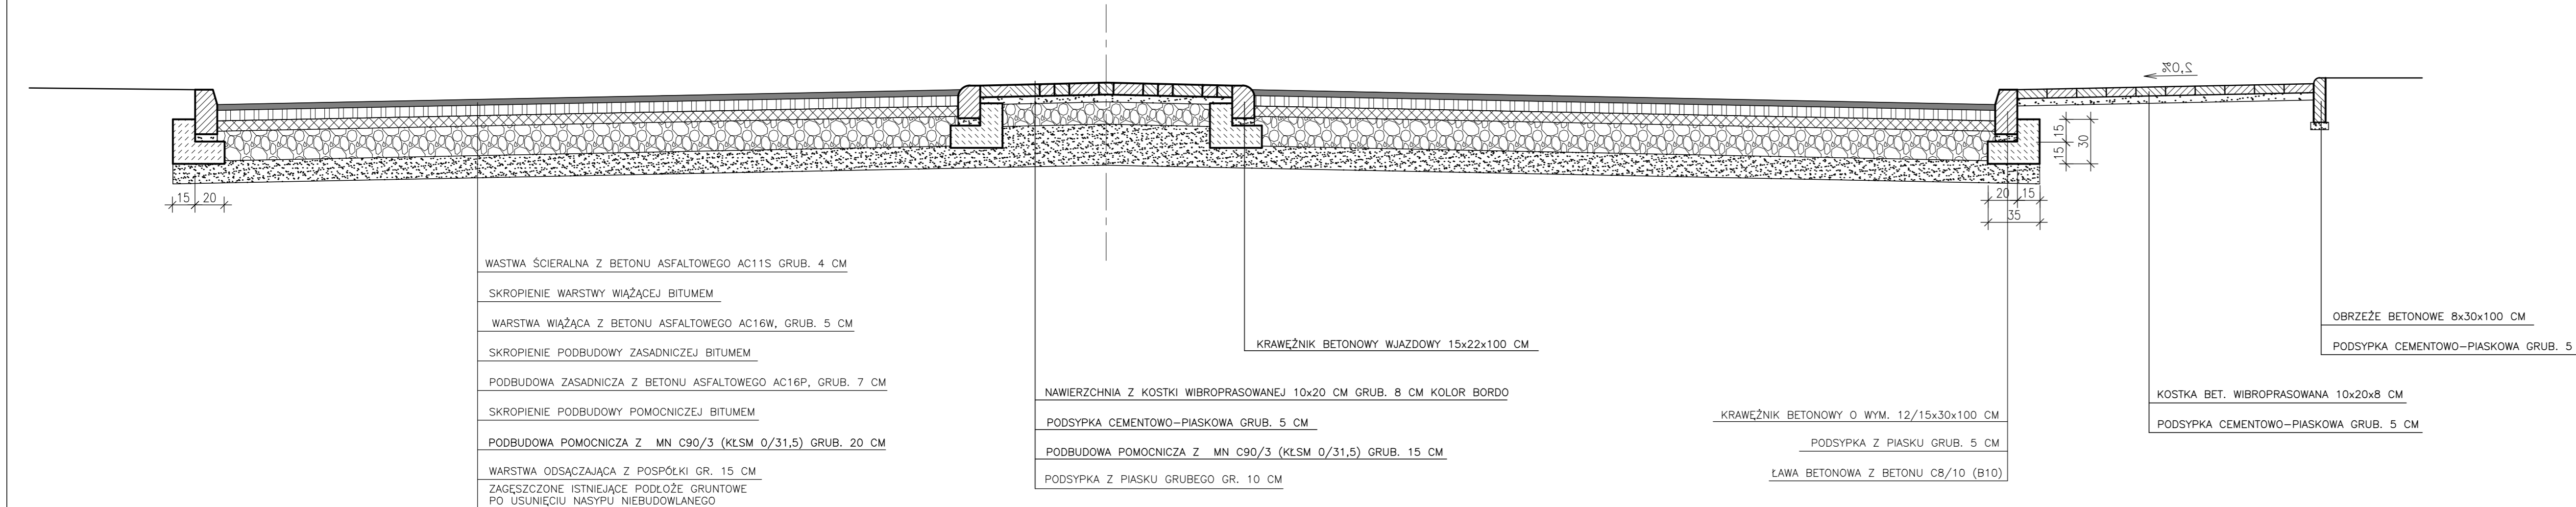 2,0%
15
15
30
15
20
20
15
35
WASTWA ŚCIERALNA Z BETONU ASFALTOWEGO AC11S GRUB. 4 CM
SKROPIENIE WARSTWY WIĄŻĄCEJ BITUMEM
WARSTWA WIĄŻĄCA Z BETONU ASFALTOWEGO AC16W, GRUB. 5 CM
SKROPIENIE PODBUDOWY ZASADNICZEJ BITUMEM
PODBUDOWA ZASADNICZA Z BETONU ASFALTOWEGO AC16P, GRUB. 7 CM
SKROPIENIE PODBUDOWY POMOCNICZEJ BITUMEM
PODBUDOWA POMOCNICZA Z MN C90/3 (KŁSM 0/31,5) GRUB. 20 CM
WARSTWA ODSĄCZAJĄCA Z POSPÓŁKI GR. 15 CM
ZAGĘSZCZONE ISTNIEJĄCE PODŁOŻE GRUNTOWE
PO USUNIĘCIU NASYPU NIEBUDOWLANEGO
KRAWĘŻNIK BETONOWY WJAZDOWY 15x22x100 CM
NAWIERZCHNIA Z KOSTKI WIBROPRASOWANEJ 10x20 CM GRUB. 8 CM KOLOR BORDO
PODSYPKA CEMENTOWO-PIASKOWA GRUB. 5 CM
PODBUDOWA POMOCNICZA Z MN C90/3 (KŁSM 0/31,5) GRUB. 15 CM
PODSYPKA Z PIASKU GRUBEGO GR. 10 CM
KRAWĘŻNIK BETONOWY O WYM. 12/15x30x100 CM
PODSYPKA Z PIASKU GRUB. 5 CM
ŁAWA BETONOWA Z BETONU C8/10 (B10)
OBRZEŻE BETONOWE 8x30x100 CM
PODSYPKA CEMENTOWO-PIASKOWA GRUB. 5
KOSTKA BET. WIBROPRASOWANA 10x20x8 CM
PODSYPKA CEMENTOWO-PIASKOWA GRUB. 5 CM